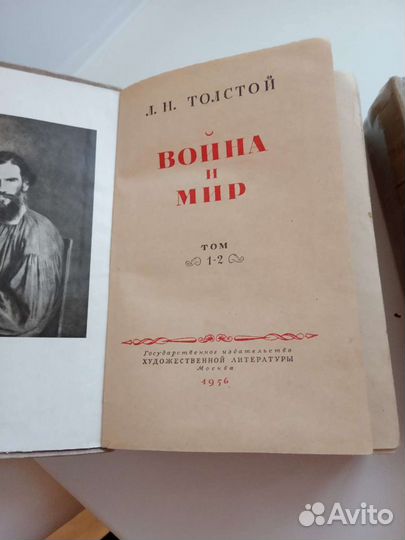 Л. Н. ТОЛСТОЙ
ВОЙНА
И
МИР
ТОМ
1-2
Государственное издательство
ХУДОЖЕСТВЕННОЙ ЛИТЕРАТУРЫ
Москва
1956
Avito